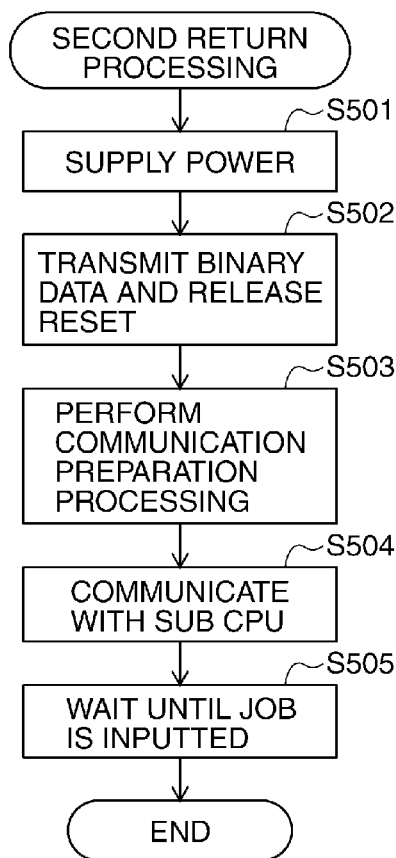 SECOND RETURN
PROCESSING
S501
SUPPLY POWER
S502
TRANSMIT BINARY
DATA AND RELEASE
RESET
S503
PERFORM
COMMUNICATION
PREPARATION
PROCESSING
S504
COMMUNICATE
WITH SUB CPU
S505
WAIT UNTIL JOB
IS INPUTTED
END